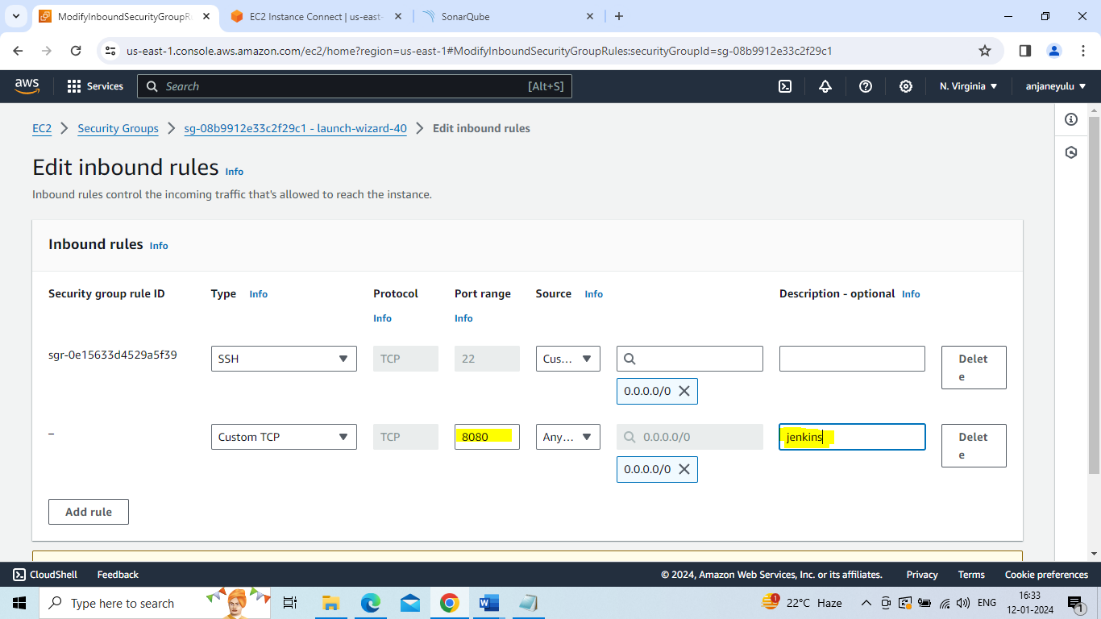 ModifyInboundSecurityGroupR
EC2 Instance Connect | us-east-
SonarQube
us-east-1.console.aws.amazon.com/ec2/home?region=us-east-1#ModifyInboundSecurityGroupRules:securityGroupId=sg-08b9912e33c2f29c1
aws
Services
Search
[Alt+S]
N. Virginia
anjaneyulu
EC2 > Security Groups > sg-08b9912e33c2f29c1 - launch-wizard-40 > Edit inbound rules
Edit inbound rules Info
Inbound rules control the incoming traffic that's allowed to reach the instance.
Inbound rules Info
Security group rule ID Type Info Protocol Port range Source Info Description - optional Info
Info Info
sgr-0e15633d4529a5f39 SSH TCP 22 Cus... Delet
e
0.0.0.0/0
– Custom TCP TCP 8080 Any... 0.0.0.0/0 jenkins Delet
e
0.0.0.0/0
Add rule
CloudShell Feedback © 2024, Amazon Web Services, Inc. or its affiliates. Privacy Terms Cookie preferences
Type here to search
1
22°C Haze
ENG
16:33
12-01-2024
1